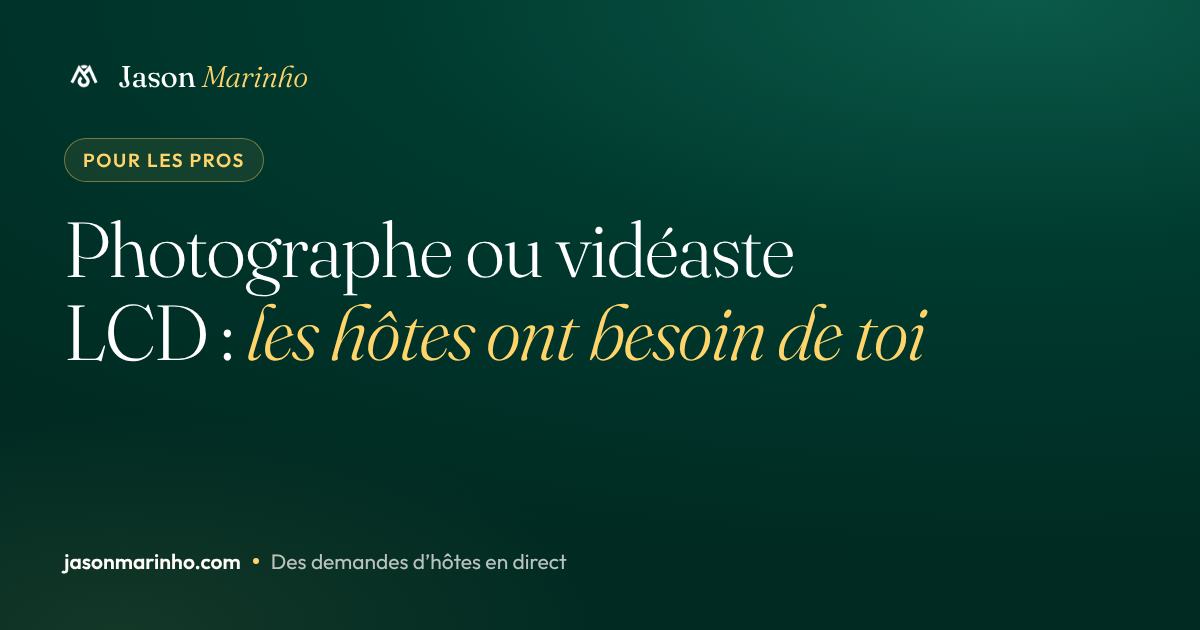 Jason Marinho
POUR LES PROS
Photographe ou vidéaste
LCD : les hôtes ont besoin de toi
jasonmarinho.com • Des demandes d’hôtes en direct